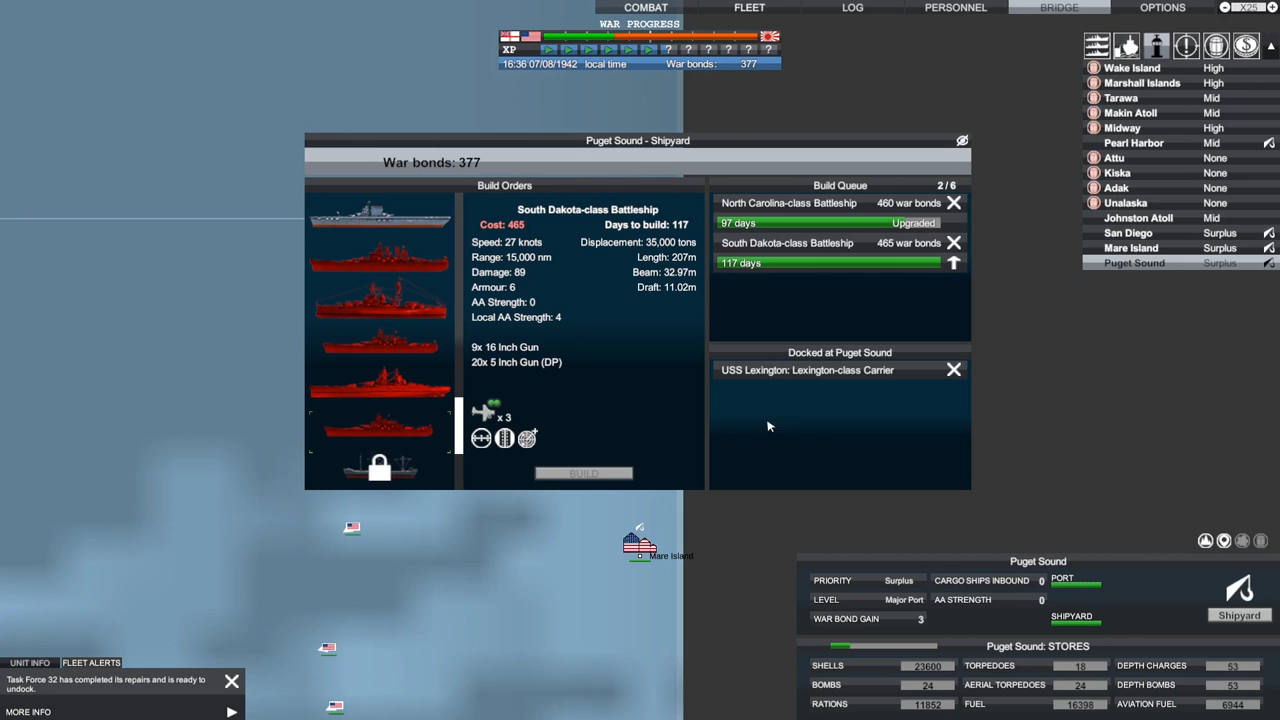 COMBAT FLEET LOG PERSONNEL BRIDGE OPTIONS - X25 +
WAR PROGRESS
XP ? ? ? ? ? ?
16:36 07/08/1942 local time War bonds: 377
Wake Island High
Marshall Islands High
Tarawa Mid
Makin Atoll Mid
Midway High
Pearl Harbor Mid
Attu None
Kiska None
Adak None
Unalaska None
Johnston Atoll Mid
San Diego Surplus
Mare Island Surplus
Puget Sound Surplus
Puget Sound - Shipyard
War bonds: 377
Build Orders
South Dakota-class Battleship
Cost: 465 Days to build: 117
Speed: 27 knots Displacement: 35,000 tons
Range: 15,000 nm Length: 207m
Damage: 89 Beam: 32.97m
Armour: 6 Draft: 11.02m
AA Strength: 0
Local AA Strength: 4
9x 16 Inch Gun
20x 5 Inch Gun (DP)
x 3
BUILD
Build Queue 2 / 6
North Carolina-class Battleship 460 war bonds
97 days Upgraded
South Dakota-class Battleship 465 war bonds
117 days
Docked at Puget Sound
USS Lexington: Lexington-class Carrier
Mare Island
Puget Sound
PRIORITY Surplus CARGO SHIPS INBOUND 0 PORT
LEVEL Major Port AA STRENGTH 0
WAR BOND GAIN 3 SHIPYARD
Shipyard
Puget Sound: STORES
SHELLS 23600 TORPEDOES 18 DEPTH CHARGES 53
BOMBS 24 AERIAL TORPEDOES 24 DEPTH BOMBS 53
RATIONS 11852 FUEL 16398 AVIATION FUEL 6944
UNIT INFO FLEET ALERTS
Task Force 32 has completed its repairs and is ready to
undock.
MORE INFO